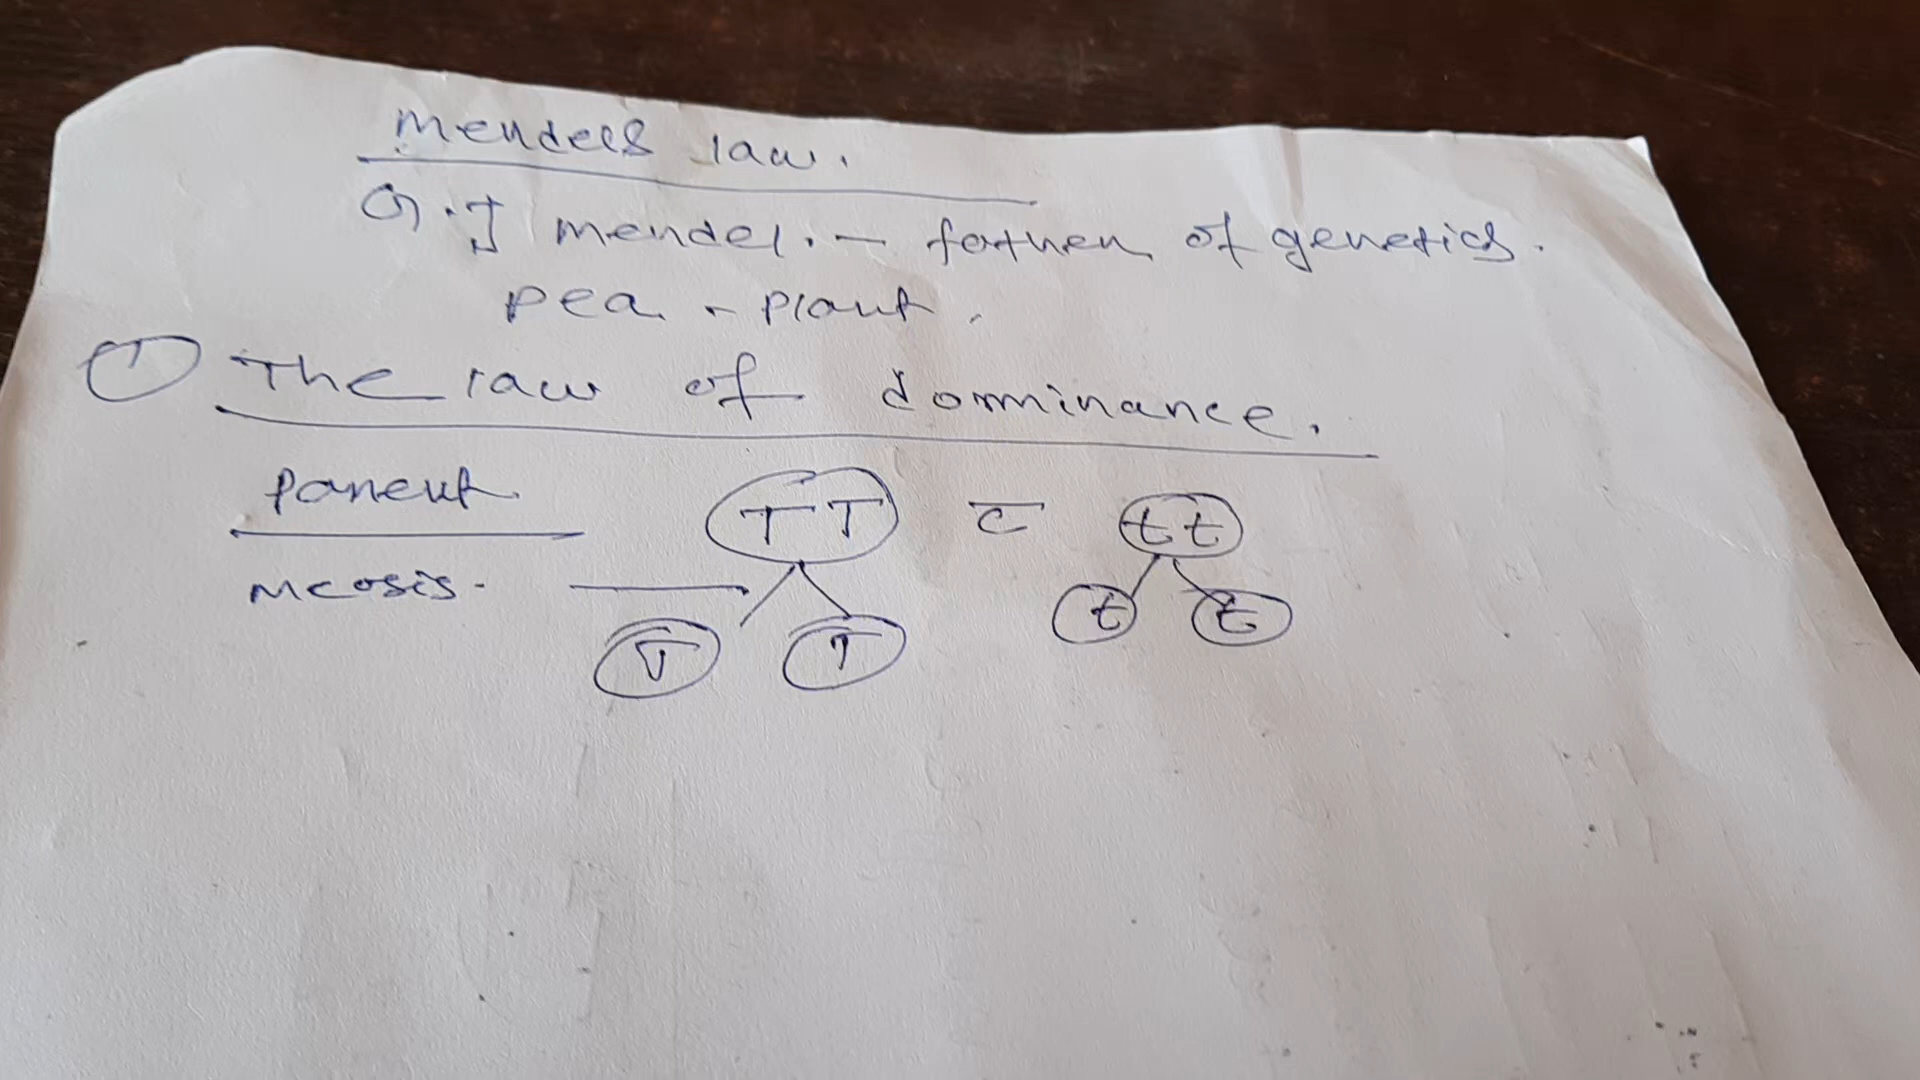 mendels law.
G.J mendel. - father of genetics.
pea - plant.
① The law of dominance.
parent TT c̅ tt
meosis. T T t t